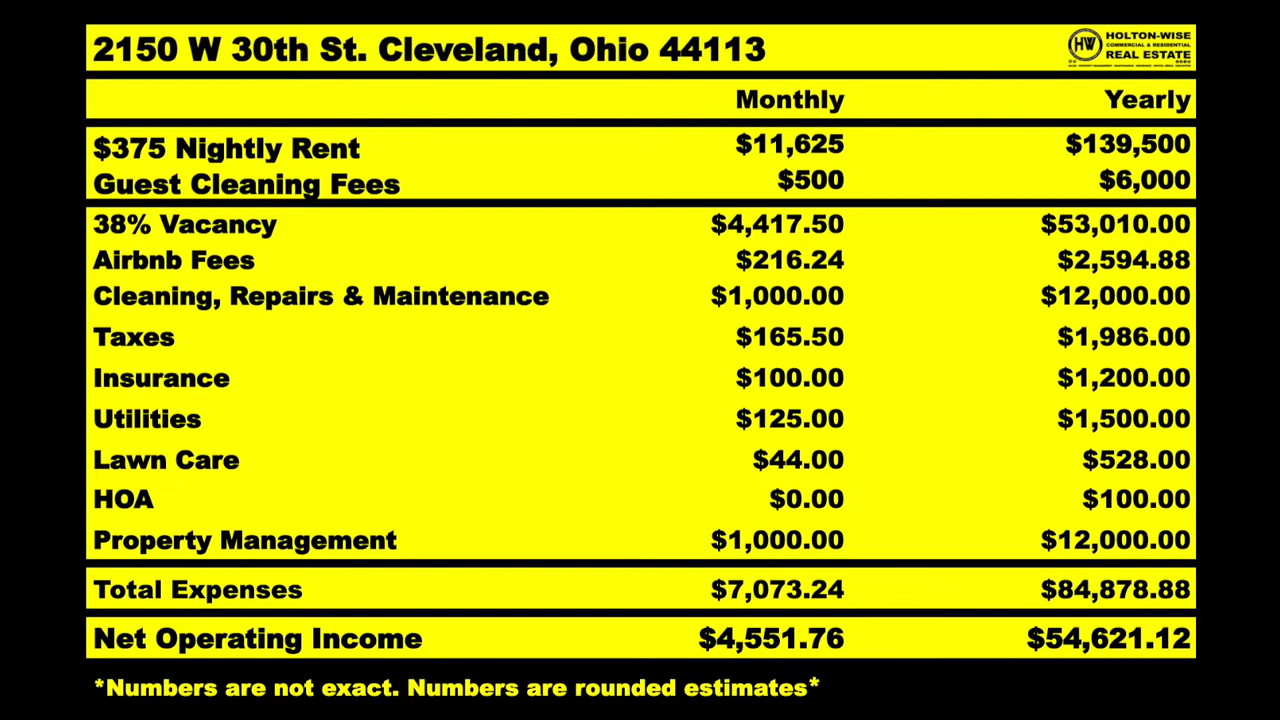 2150 W 30th St. Cleveland, Ohio 44113
HW
HOLTON-WISE
COMMERCIAL & RESIDENTIAL
REAL ESTATE
Monthly Yearly
$375 Nightly Rent $11,625 $139,500
Guest Cleaning Fees $500 $6,000
38% Vacancy $4,417.50 $53,010.00
Airbnb Fees $216.24 $2,594.88
Cleaning, Repairs & Maintenance $1,000.00 $12,000.00
Taxes $165.50 $1,986.00
Insurance $100.00 $1,200.00
Utilities $125.00 $1,500.00
Lawn Care $44.00 $528.00
HOA $0.00 $100.00
Property Management $1,000.00 $12,000.00
Total Expenses $7,073.24 $84,878.88
Net Operating Income $4,551.76 $54,621.12
*Numbers are not exact. Numbers are rounded estimates*